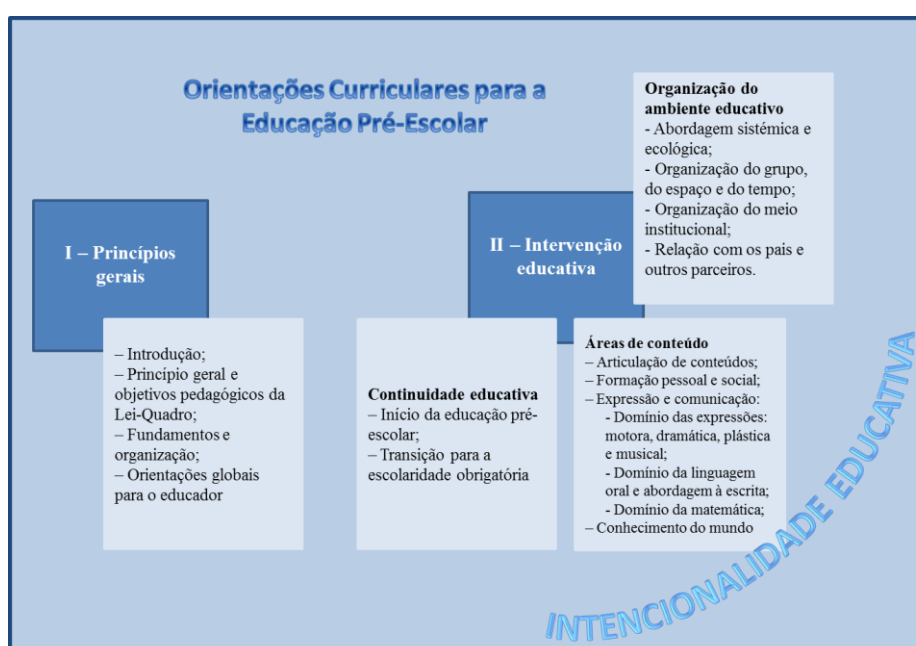 Orientações Curriculares para a
Educação Pré-Escolar
I – Princípios
gerais
– Introdução;
– Princípio geral e
objetivos pedagógicos da
Lei-Quadro;
– Fundamentos e
organização;
– Orientações globais
para o educador
II – Intervenção
educativa
Organização do
ambiente educativo
- Abordagem sistémica e
ecológica;
- Organização do grupo,
do espaço e do tempo;
- Organização do meio
institucional;
- Relação com os pais e
outros parceiros.
Continuidade educativa
– Início da educação pré-
escolar;
– Transição para a
escolaridade obrigatória
Áreas de conteúdo
– Articulação de conteúdos;
– Formação pessoal e social;
– Expressão e comunicação:
- Domínio das expressões:
motora, dramática, plástica
e musical;
- Domínio da linguagem
oral e abordagem à escrita;
- Domínio da matemática;
– Conhecimento do mundo
INTENCIONALIDADE EDUCATIVA